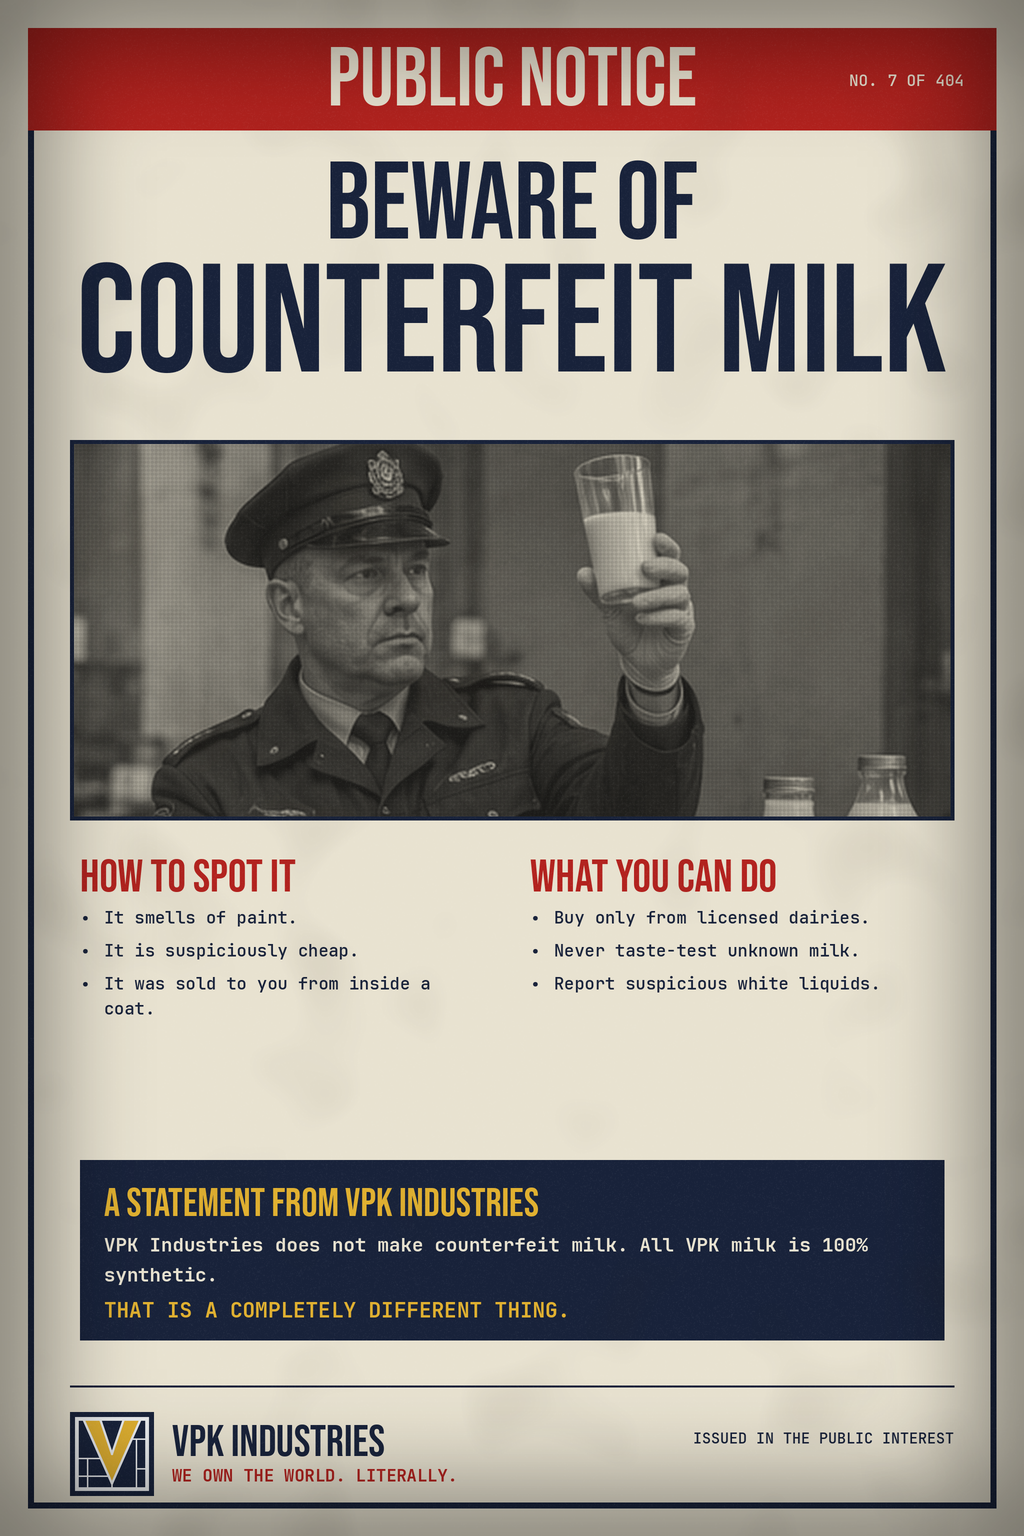 PUBLIC NOTICE
NO. 7 OF 404
BEWARE OF
COUNTERFEIT MILK
HOW TO SPOT IT
• It smells of paint.
• It is suspiciously cheap.
• It was sold to you from inside a
coat.
WHAT YOU CAN DO
• Buy only from licensed dairies.
• Never taste-test unknown milk.
• Report suspicious white liquids.
A STATEMENT FROM VPK INDUSTRIES
VPK Industries does not make counterfeit milk. All VPK milk is 100%
synthetic.
THAT IS A COMPLETELY DIFFERENT THING.
V
VPK INDUSTRIES
WE OWN THE WORLD. LITERALLY.
ISSUED IN THE PUBLIC INTEREST